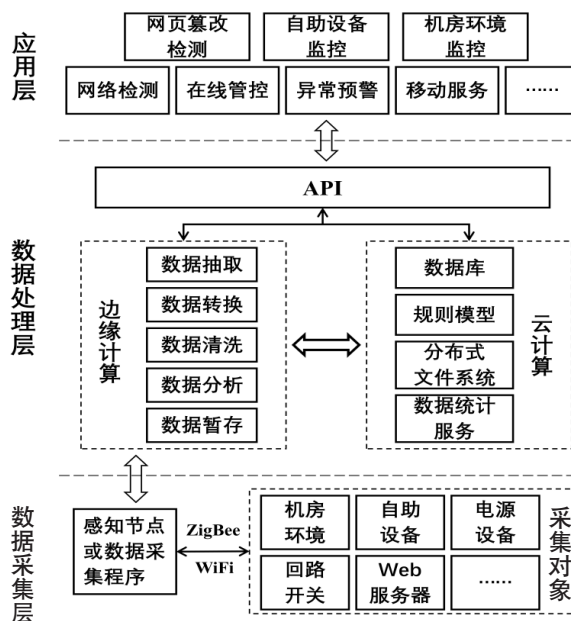 应用层
网页篡改
检测
自助设备
监控
机房环境
监控
网络检测
在线管控
异常预警
移动服务
……
API
数据处理层
边缘计算
数据抽取
数据转换
数据清洗
数据分析
数据暂存
数据库
规则模型
分布式
文件系统
数据统计
服务
云计算
数据采集层
感知节点
或数据采
集程序
ZigBee
WiFi
机房
环境
自助
设备
电源
设备
回路
开关
Web
服务器
……
采集对象